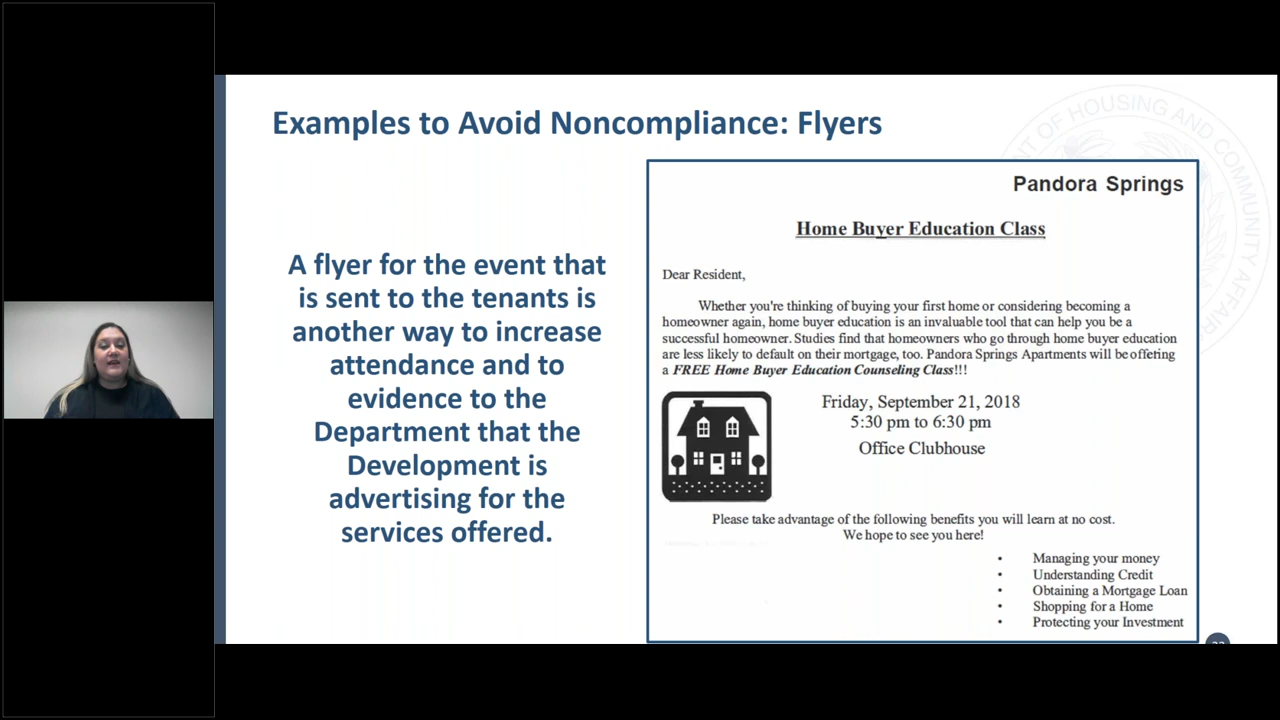 Examples to Avoid Noncompliance: Flyers
A flyer for the event that
is sent to the tenants is
another way to increase
attendance and to
evidence to the
Department that the
Development is
advertising for the
services offered.
Pandora Springs
Home Buyer Education Class
Dear Resident,
Whether you're thinking of buying your first home or considering becoming a
homeowner again, home buyer education is an invaluable tool that can help you be a
successful homeowner. Studies find that homeowners who go through home buyer education
are less likely to default on their mortgage, too. Pandora Springs Apartments will be offering
a FREE Home Buyer Education Counseling Class!!!
Friday, September 21, 2018
5:30 pm to 6:30 pm
Office Clubhouse
Please take advantage of the following benefits you will learn at no cost.
We hope to see you here!
• Managing your money
• Understanding Credit
• Obtaining a Mortgage Loan
• Shopping for a Home
• Protecting your Investment
OF HOUSING AND COMMUNITY AFFAIR